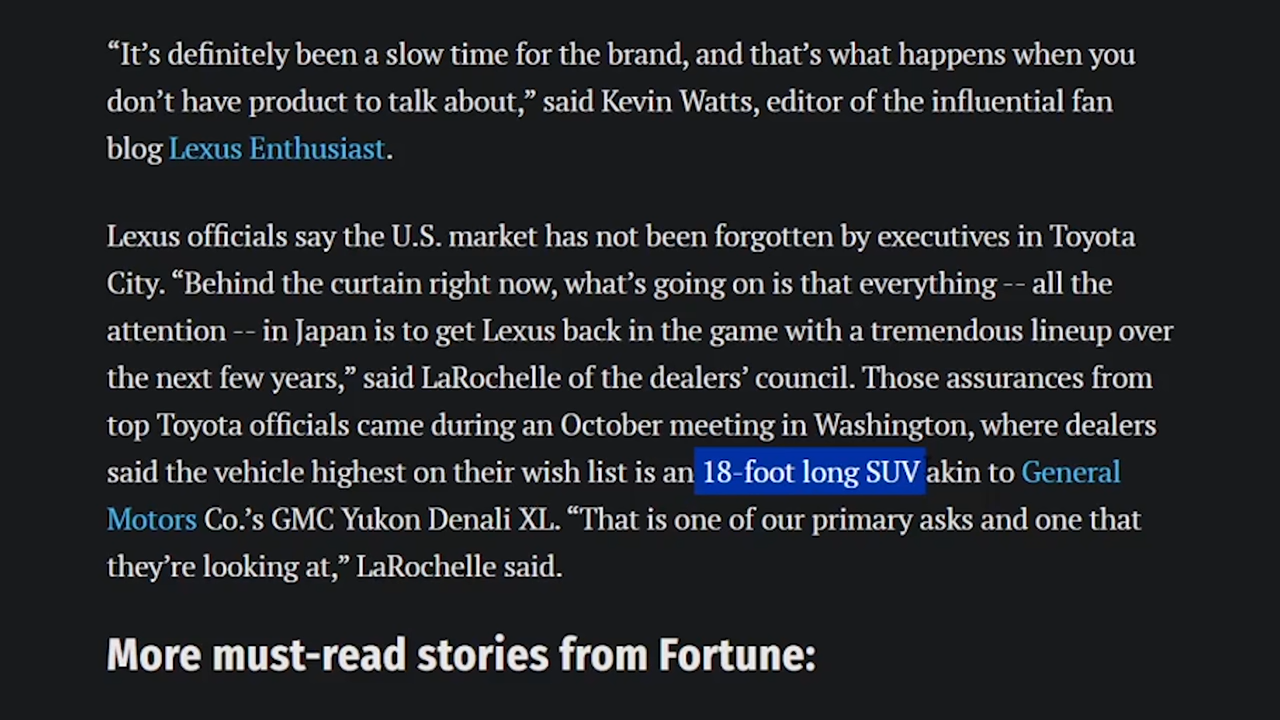 “It’s definitely been a slow time for the brand, and that’s what happens when you
don’t have product to talk about,” said Kevin Watts, editor of the influential fan
blog Lexus Enthusiast.
Lexus officials say the U.S. market has not been forgotten by executives in Toyota
City. “Behind the curtain right now, what’s going on is that everything -- all the
attention -- in Japan is to get Lexus back in the game with a tremendous lineup over
the next few years,” said LaRochelle of the dealers’ council. Those assurances from
top Toyota officials came during an October meeting in Washington, where dealers
said the vehicle highest on their wish list is an 18-foot long SUV akin to General
Motors Co.’s GMC Yukon Denali XL. “That is one of our primary asks and one that
they’re looking at,” LaRochelle said.
More must-read stories from Fortune: